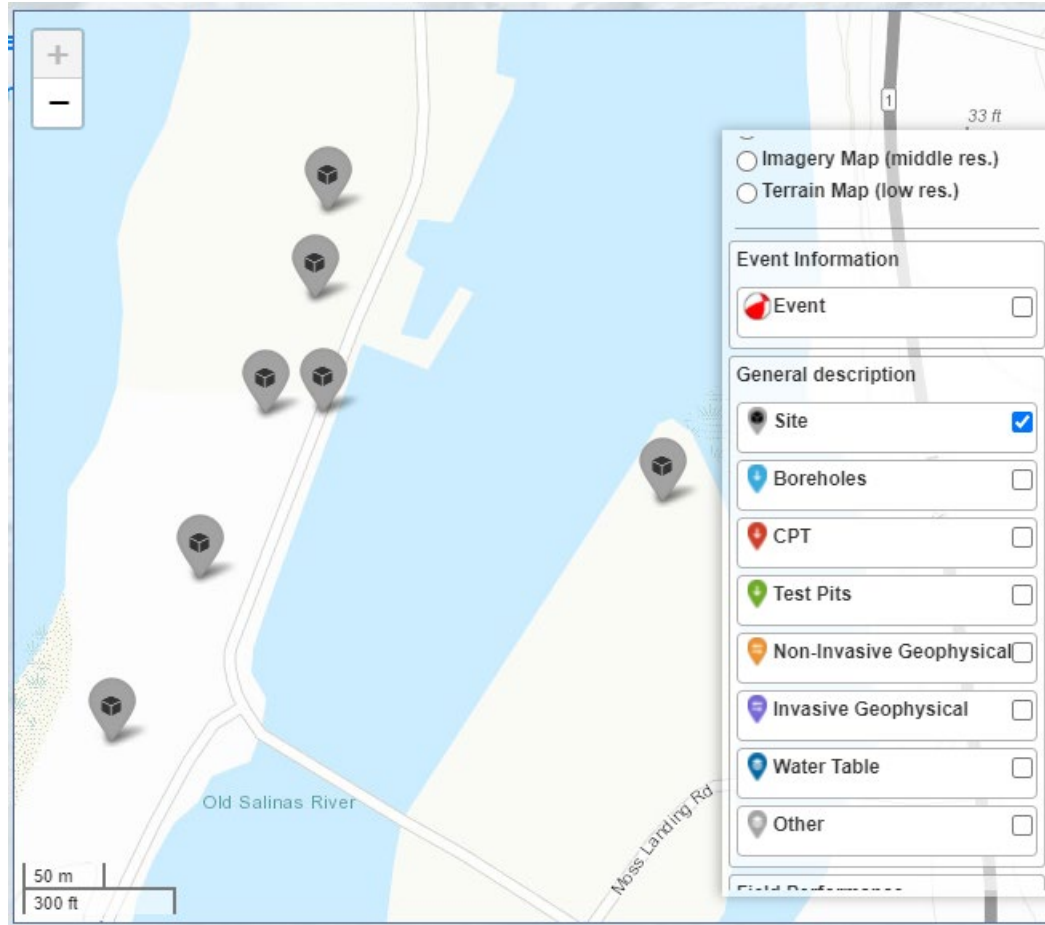 +
−
1
33 ft
Imagery Map (middle res.)
Terrain Map (low res.)
Event Information
Event
General description
Site
Boreholes
CPT
Test Pits
Non-Invasive Geophysical
Invasive Geophysical
Water Table
Other
Field Performance
Old Salinas River
Moss Landing Rd
50 m
300 ft